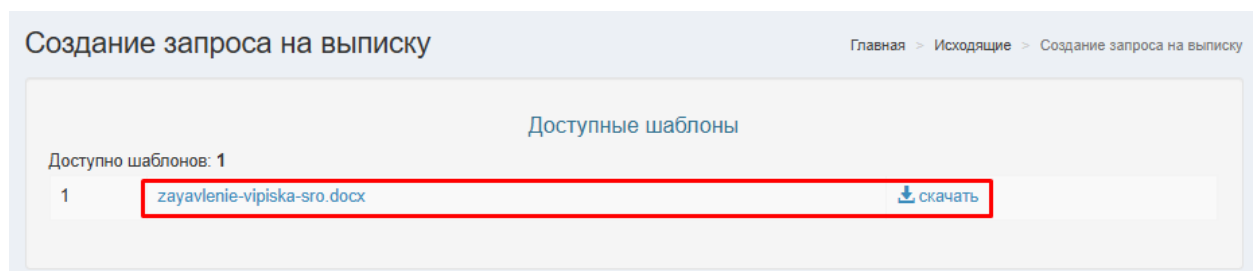 Создание запроса на выписку
Главная > Исходящие > Создание запроса на выписку
Доступные шаблоны
Доступно шаблонов: 1
1 zayavlenie-vipiska-sro.docx скачать